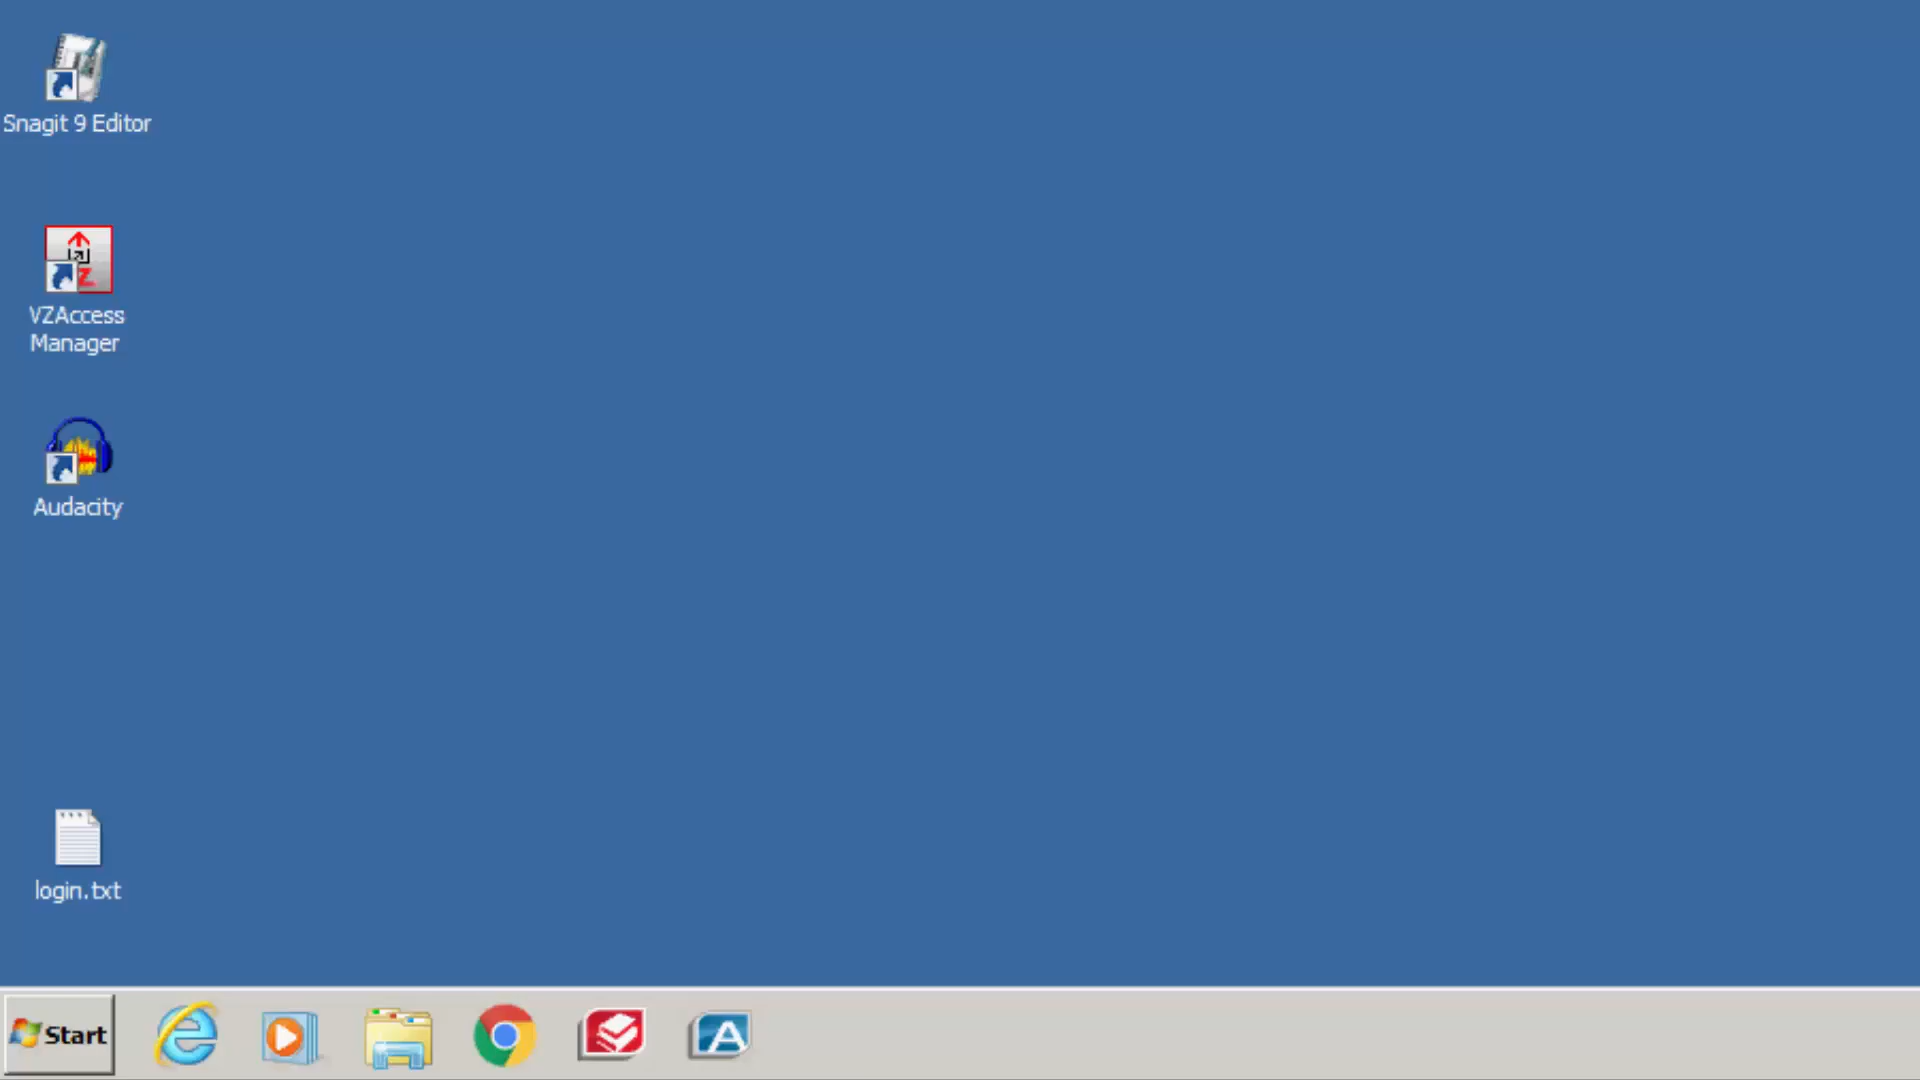 Snagit 9 Editor
VZAccess
Manager
Audacity
login.txt
Start